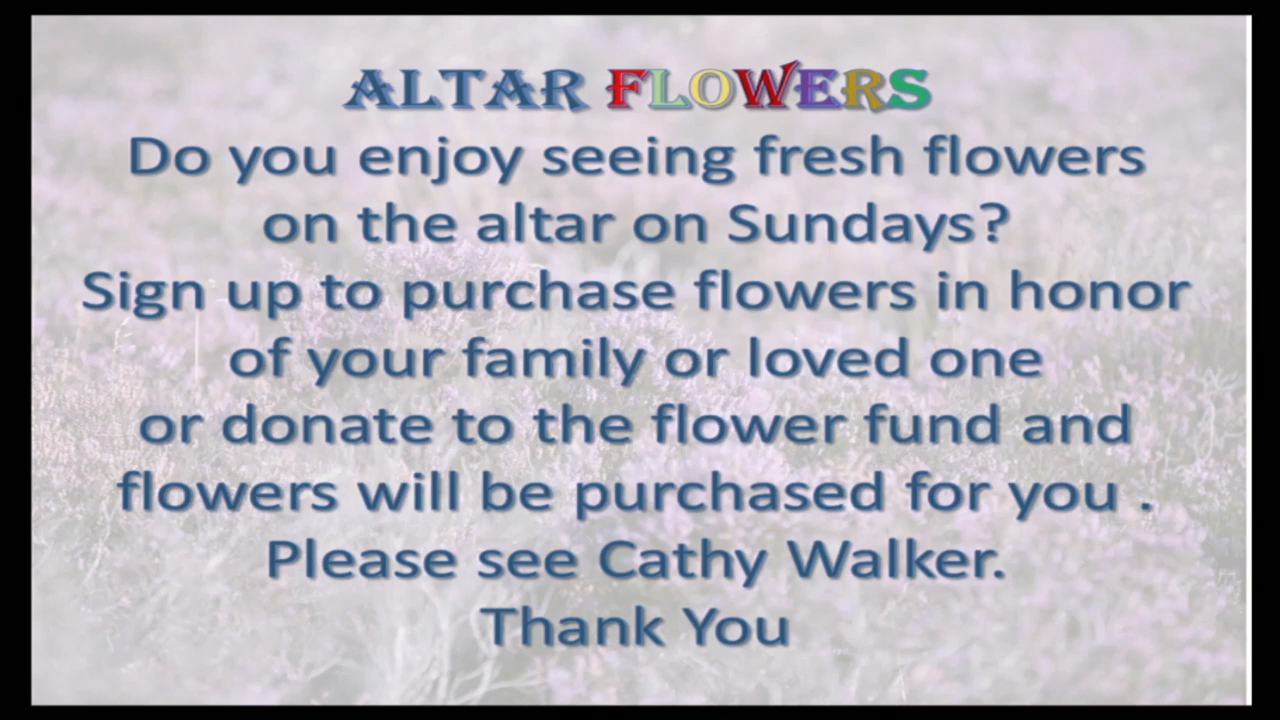 ALTAR FLOWERS
Do you enjoy seeing fresh flowers
on the altar on Sundays?
Sign up to purchase flowers in honor
of your family or loved one
or donate to the flower fund and
flowers will be purchased for you .
Please see Cathy Walker.
Thank You